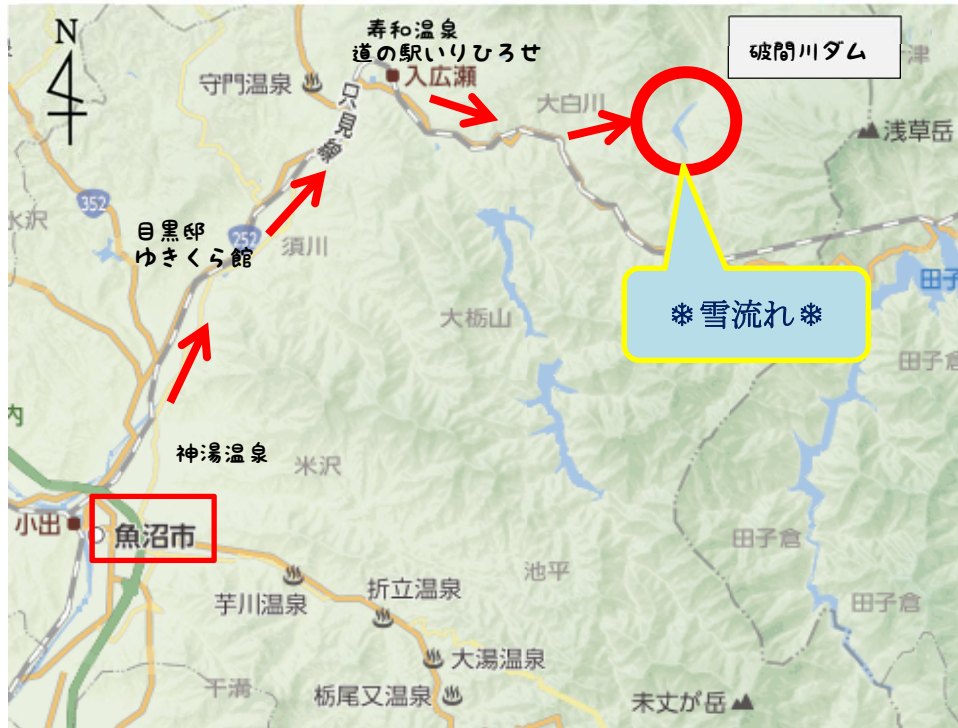 N
寿和温泉
道の駅いりひろせ
破間川ダム
津
守門温泉
入広瀬
只見線
大白川
浅草岳
352
水沢
目黒邸
ゆきくら館
252
須川
田子
大栃山
❄雪流れ❄
田子倉
内
神湯温泉
米沢
小出
魚沼市
田子倉
池平
芋川温泉
折立温泉
田子倉
大湯温泉
干溝
栃尾又温泉
未丈が岳